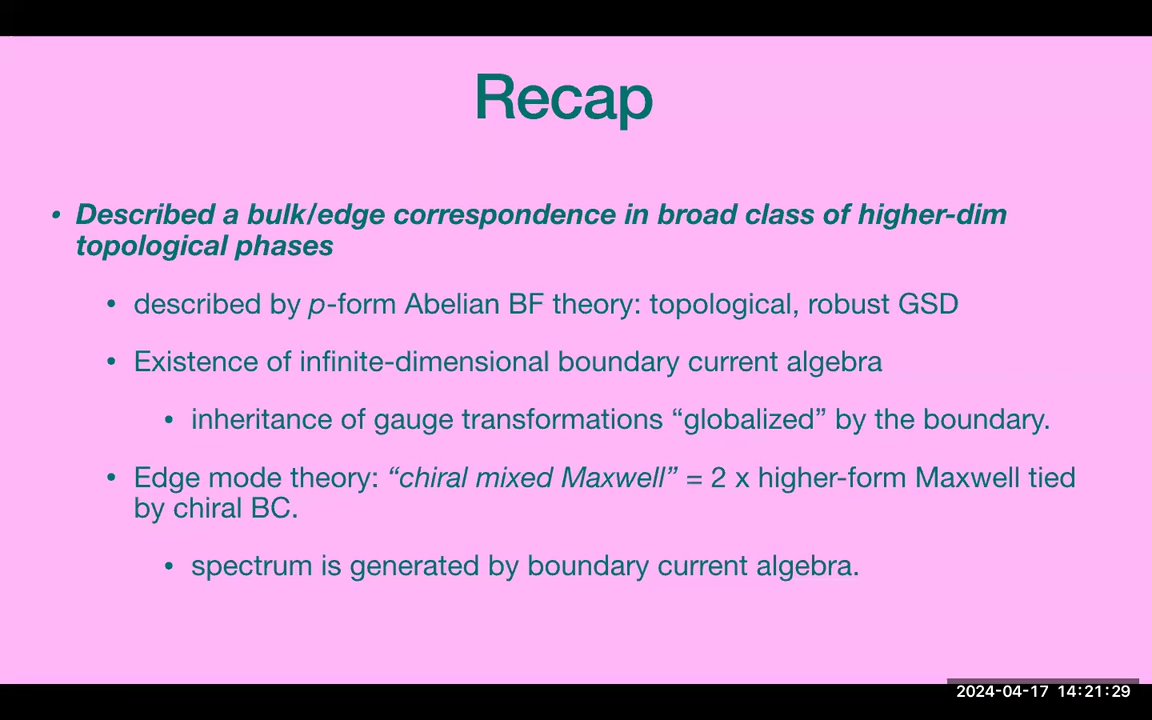 Recap
• Described a bulk/edge correspondence in broad class of higher-dim
topological phases
• described by p-form Abelian BF theory: topological, robust GSD
• Existence of infinite-dimensional boundary current algebra
• inheritance of gauge transformations “globalized” by the boundary.
• Edge mode theory: “chiral mixed Maxwell” = 2 x higher-form Maxwell tied
by chiral BC.
• spectrum is generated by boundary current algebra.
2024-04-17 14:21:29